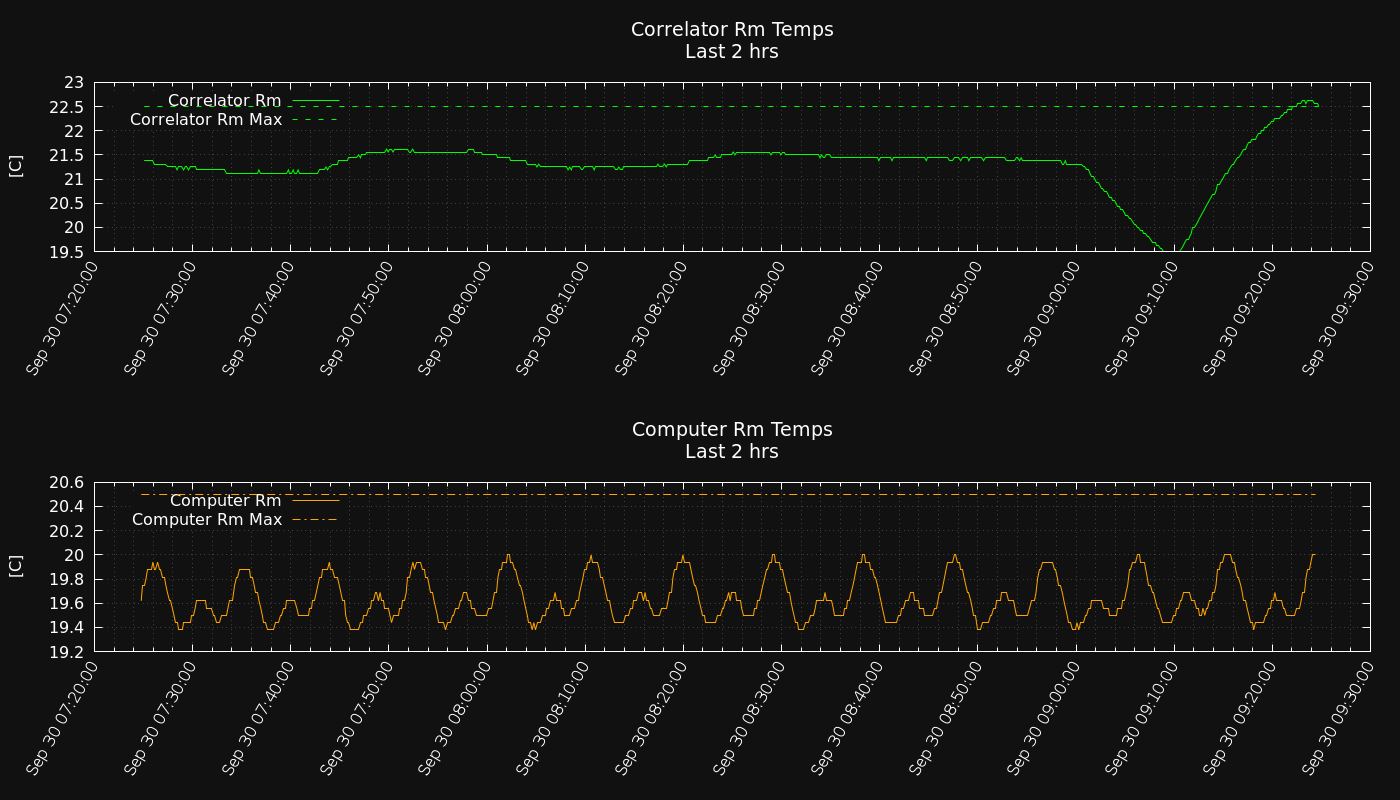 Correlator Rm Temps
Last 2 hrs
[C]
23
22.5
22
21.5
21
20.5
20
19.5
Correlator Rm
Correlator Rm Max
Sep 30 07:20:00
Sep 30 07:30:00
Sep 30 07:40:00
Sep 30 07:50:00
Sep 30 08:00:00
Sep 30 08:10:00
Sep 30 08:20:00
Sep 30 08:30:00
Sep 30 08:40:00
Sep 30 08:50:00
Sep 30 09:00:00
Sep 30 09:10:00
Sep 30 09:20:00
Sep 30 09:30:00
Computer Rm Temps
Last 2 hrs
[C]
20.6
20.4
20.2
20
19.8
19.6
19.4
19.2
Computer Rm
Computer Rm Max
Sep 30 07:20:00
Sep 30 07:30:00
Sep 30 07:40:00
Sep 30 07:50:00
Sep 30 08:00:00
Sep 30 08:10:00
Sep 30 08:20:00
Sep 30 08:30:00
Sep 30 08:40:00
Sep 30 08:50:00
Sep 30 09:00:00
Sep 30 09:10:00
Sep 30 09:20:00
Sep 30 09:30:00